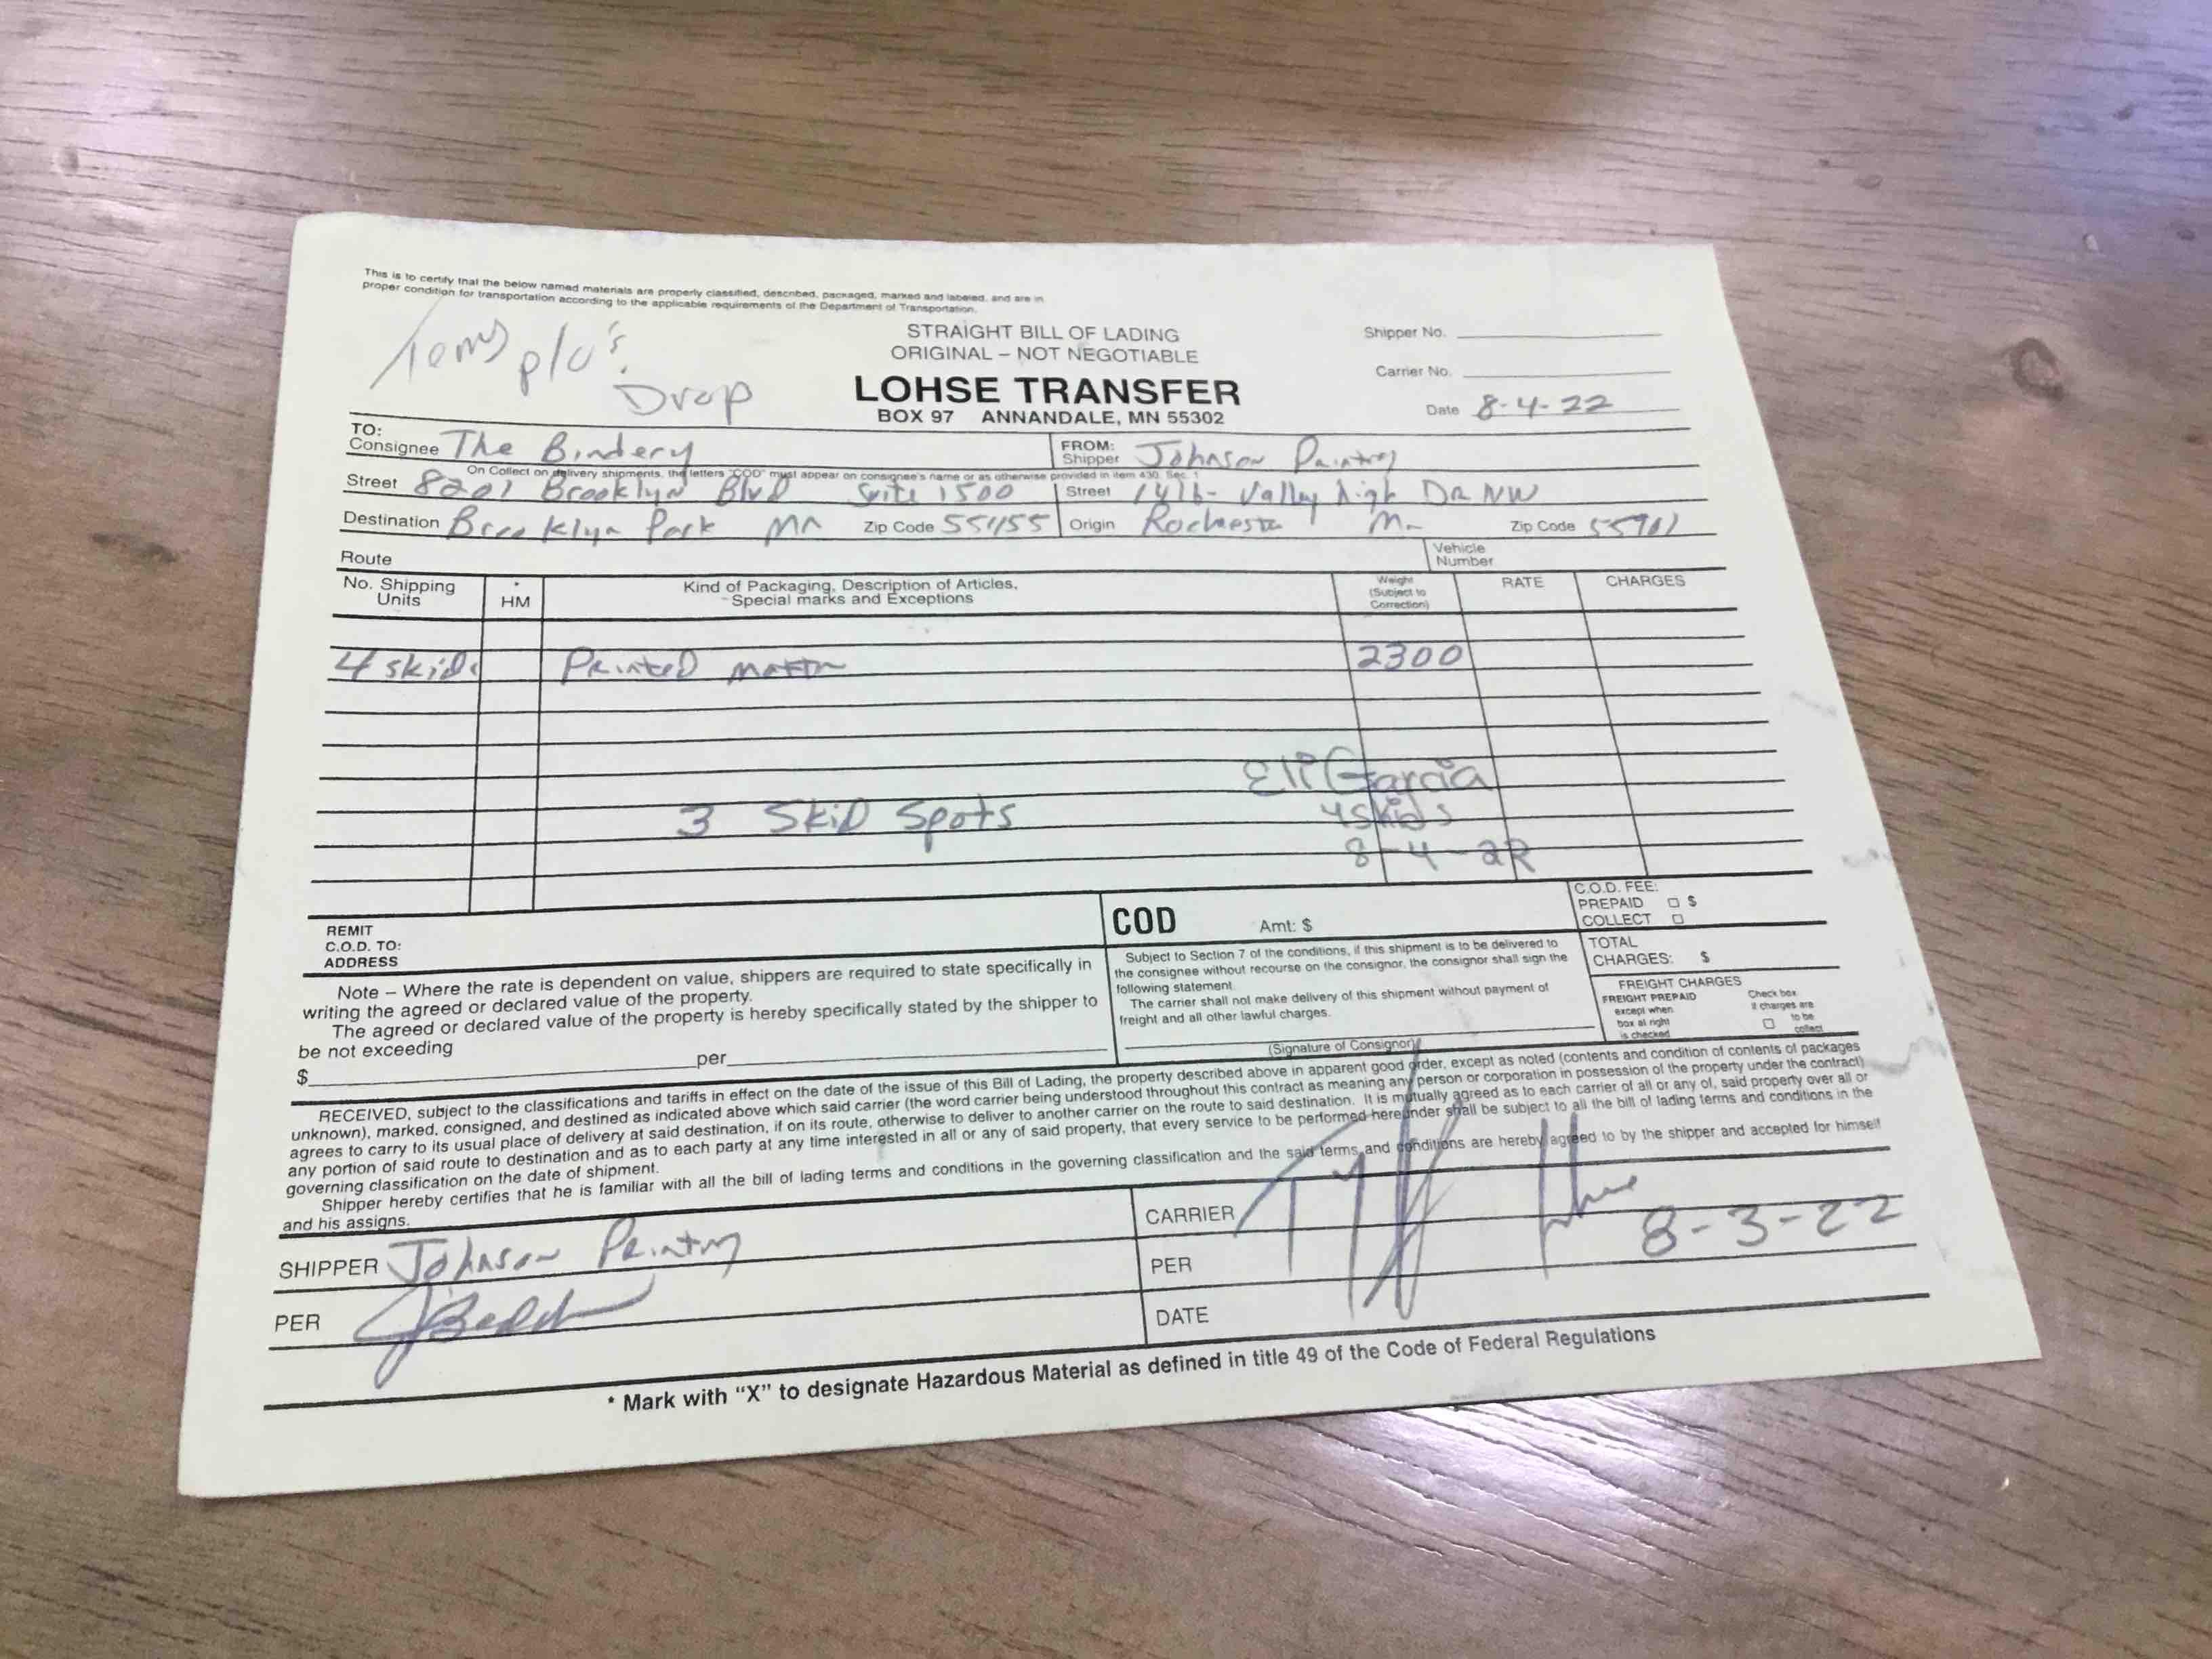 This is to certify that the below named materials are properly classified, described, packaged, marked and labeled, and are in
proper condition for transportation according to the applicable requirements of the Department of Transportation.
p/u's.
Drop
STRAIGHT BILL OF LADING
ORIGINAL – NOT NEGOTIABLE
LOHSE TRANSFER
BOX 97 ANNANDALE, MN 55302
Shipper No.
Carrier No.
Date 8-4-22
TO:
Consignee The Bindery
FROM:
Shipper Johnson Printing
On Collect on delivery shipments, the letters "COD" must appear on consignee's name or as otherwise provided in item 430, Sec. 1
Street 8201 Brooklyn Blvd Suite 1500
Street Valley high DR NW
Destination Brooklyn Park MN Zip Code 55455
Origin Rochester Mn Zip Code 55901
Route
Vehicle
Number
No. Shipping
Units
*
HM
Kind of Packaging, Description of Articles,
Special marks and Exceptions
Weight
(Subject to
Correction)
RATE
CHARGES
4 skids Printed matter 2300
Eli Garcia
3 Skid Spots
4 Skids
8-4-22
REMIT
C.O.D. TO:
ADDRESS
COD Amt: $
C.O.D. FEE:
PREPAID $
COLLECT
Note – Where the rate is dependent on value, shippers are required to state specifically in
writing the agreed or declared value of the property.
The agreed or declared value of the property is hereby specifically stated by the shipper to
be not exceeding
$ per
Subject to Section 7 of the conditions, if this shipment is to be delivered to
the consignee without recourse on the consignor, the consignor shall sign the
following statement.
The carrier shall not make delivery of this shipment without payment of
freight and all other lawful charges.
(Signature of Consignor)
TOTAL
CHARGES: $
FREIGHT CHARGES
FREIGHT PREPAID
except when
box at right
is checked
Check box
if charges are
to be
collect
RECEIVED, subject to the classifications and tariffs in effect on the date of the issue of this Bill of Lading, the property described above in apparent good order, except as noted (contents and condition of contents of packages
unknown), marked, consigned, and destined as indicated above which said carrier (the word carrier being understood throughout this contract as meaning any person or corporation in possession of the property under the contract)
agrees to carry to its usual place of delivery at said destination, if on its route, otherwise to deliver to another carrier on the route to said destination. It is mutually agreed as to each carrier of all or any of, said property over all or
any portion of said route to destination and as to each party at any time interested in all or any of said property, that every service to be performed hereunder shall be subject to all the bill of lading terms and conditions in the
governing classification on the date of shipment.
Shipper hereby certifies that he is familiar with all the bill of lading terms and conditions in the governing classification and the said terms and conditions are hereby agreed to by the shipper and accepted for himself
and his assigns.
SHIPPER Johnson Printing
PER
CARRIER
PER
DATE
8-3-22
* Mark with "X" to designate Hazardous Material as defined in title 49 of the Code of Federal Regulations